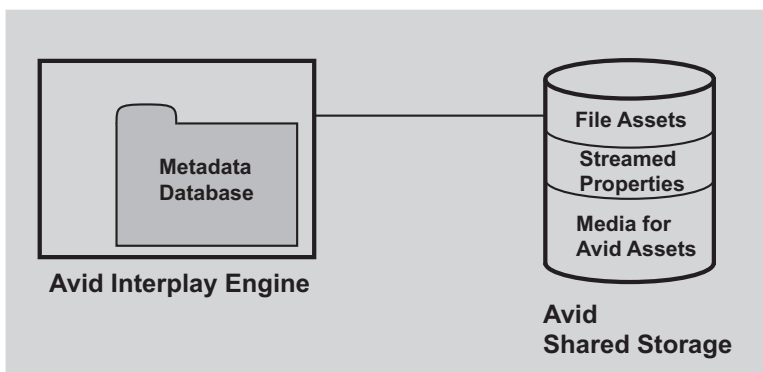 Metadata
Database
Avid Interplay Engine
File Assets
Streamed
Properties
Media for
Avid Assets
Avid
Shared Storage